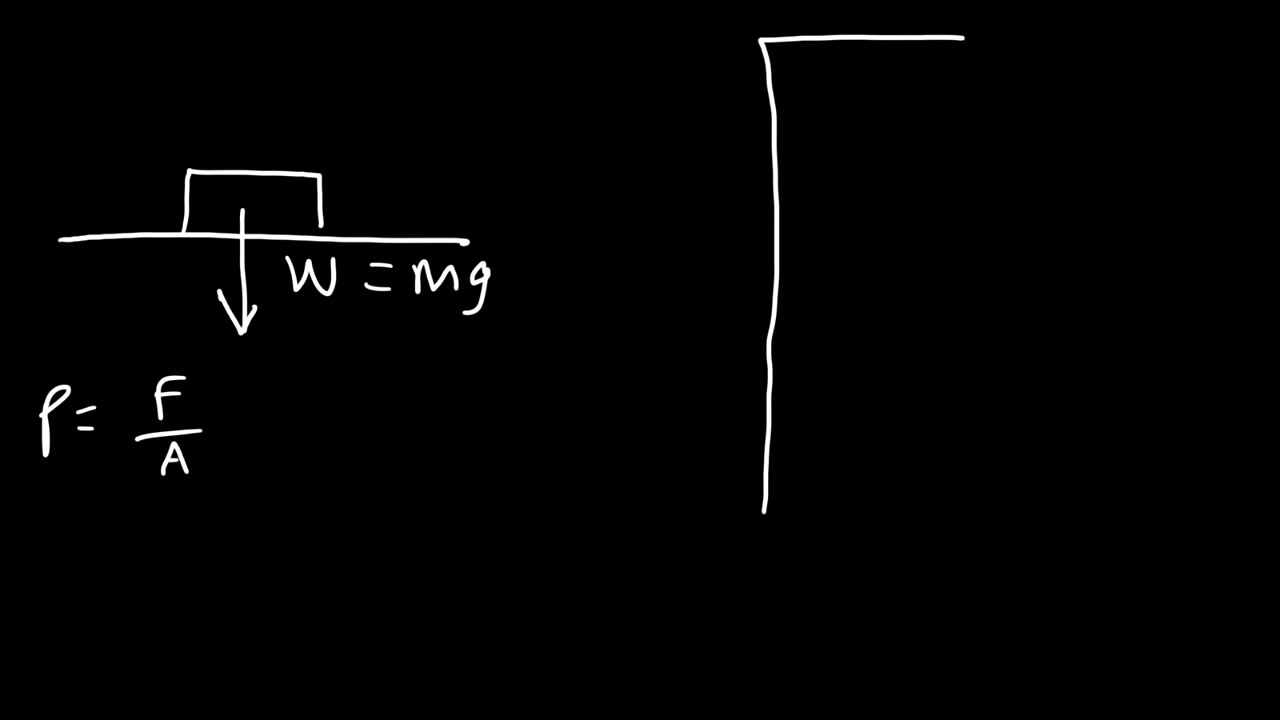 W = mg
P = F/A